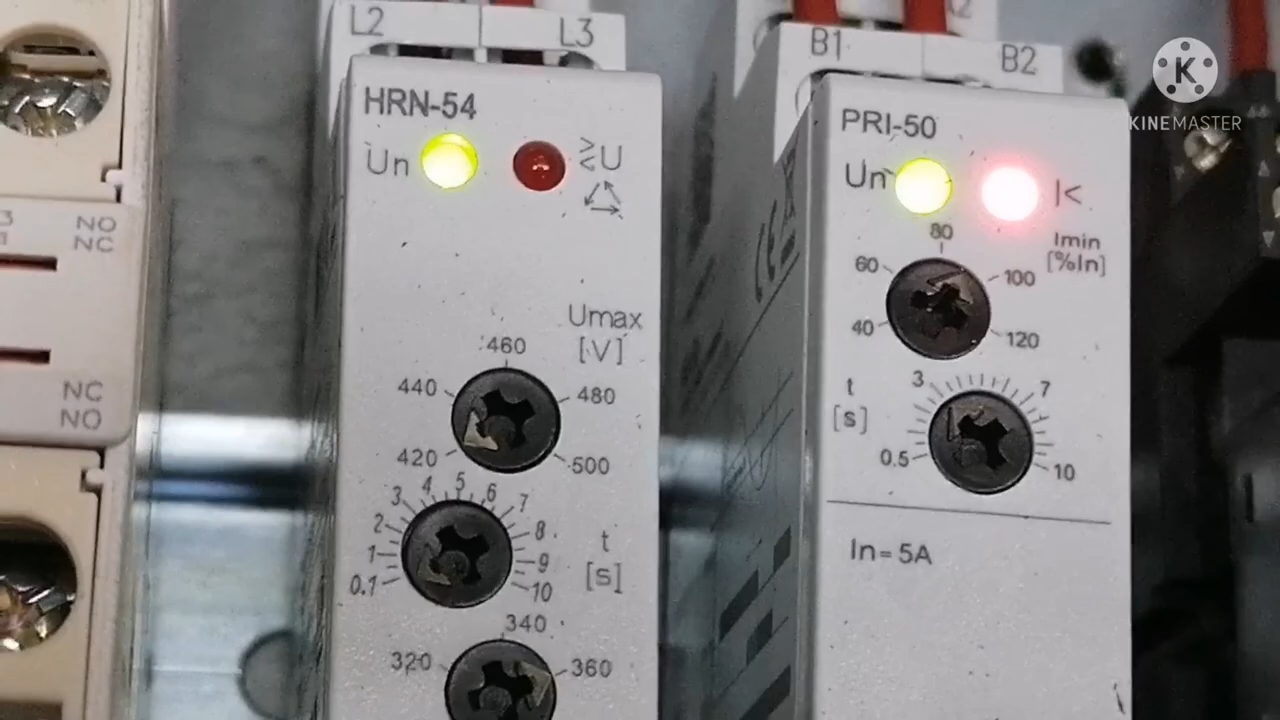 L2
L3
HRN-54
Un
≷U
Umax
[V]
420
440
460
480
500
0.1
1
2
3
4
5
6
7
8
9
10
t
[s]
320
340
360
B1
B2
PRI-50
Un
I<
Imin
[%In]
40
60
80
100
120
t
[s]
0.5
3
7
10
In=5A
CE
NO
NC
NC
NO
K
KINEMASTER